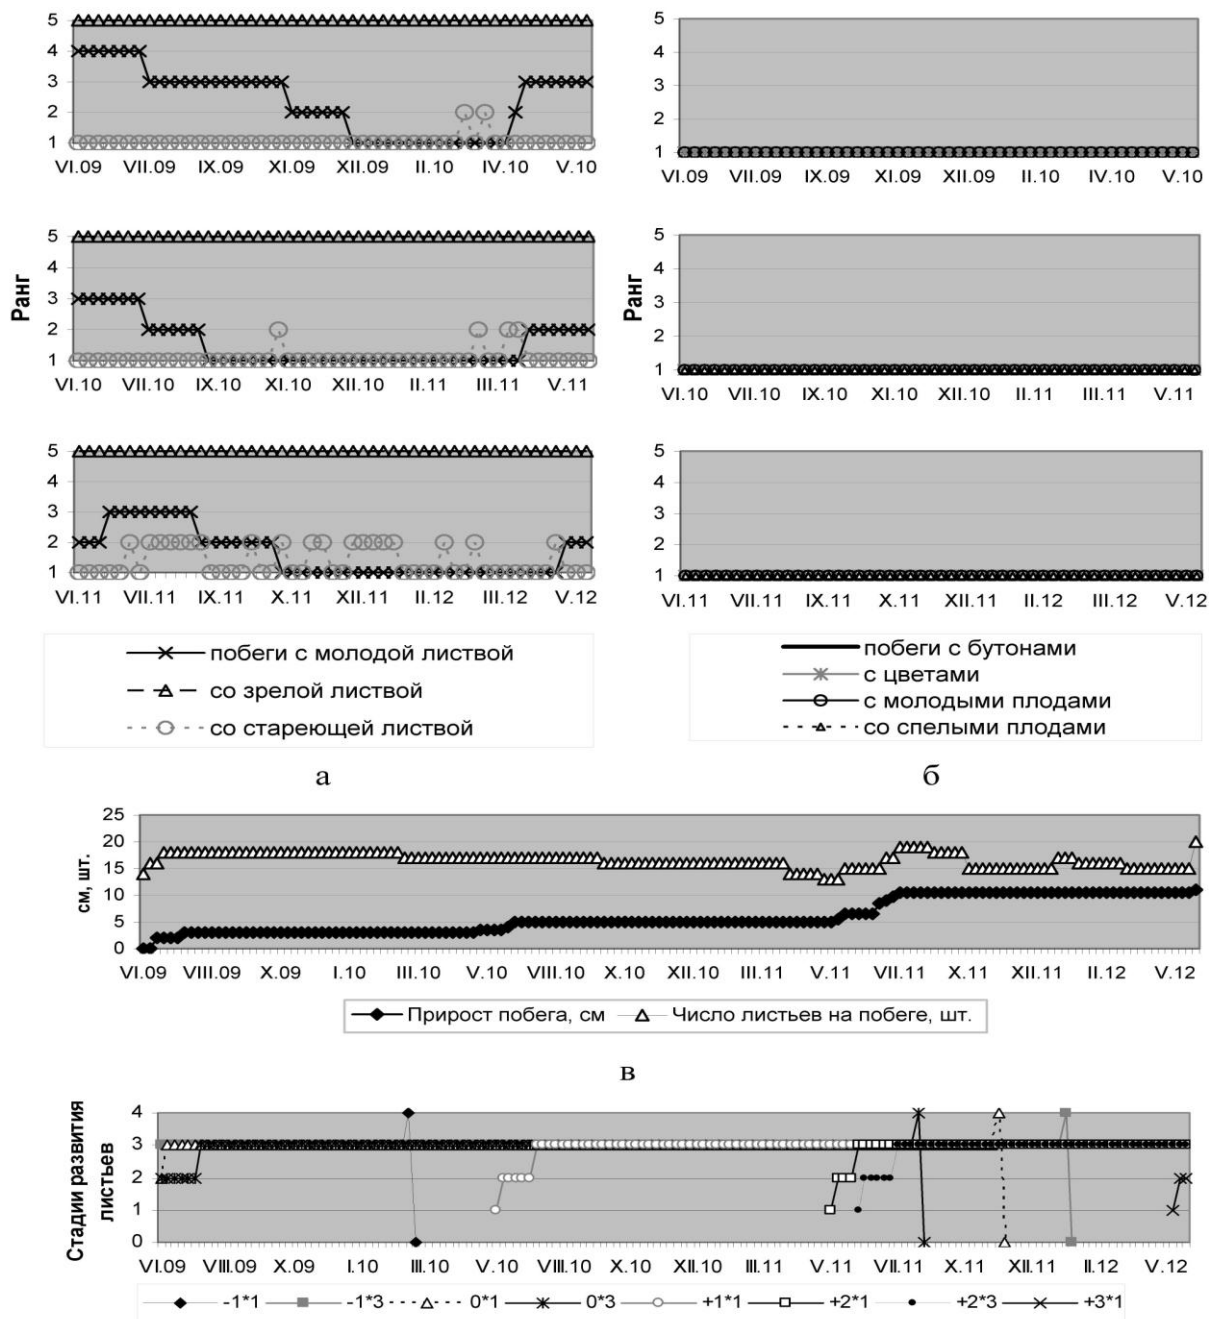 5
4
3
2
1
VI.09 VII.09 IX.09 XI.09 XII.09 II.10 IV.10 V.10
5
4
3
2
1
VI.09 VII.09 IX.09 XI.09 XII.09 II.10 IV.10 V.10
Ранг
5
4
3
2
1
VI.10 VII.10 IX.10 XI.10 XII.10 II.11 III.11 V.11
Ранг
5
4
3
2
1
VI.10 VII.10 IX.10 XI.10 XII.10 II.11 III.11 V.11
5
4
3
2
1
VI.11 VII.11 IX.11 X.11 XII.11 II.12 III.12 V.12
5
4
3
2
1
VI.11 VII.11 IX.11 X.11 XII.11 II.12 III.12 V.12
побеги с молодой листвой
со зрелой листвой
со стареющей листвой
побеги с бутонами
с цветами
с молодыми плодами
со спелыми плодами
а
б
см, шт.
25
20
15
10
5
0
VI.09 VIII.09 X.09 I.10 III.10 V.10 VIII.10 X.10 XII.10 III.11 V.11 VII.11 X.11 XII.11 II.12 V.12
Прирост побега, см Число листьев на побеге, шт.
в
Стадии развития
листьев
4
3
2
1
0
VI.09 VIII.09 X.09 I.10 III.10 V.10 VIII.10 X.10 XII.10 III.11 V.11 VII.11 X.11 XII.11 II.12 V.12
-1*1 -1*3 0*1 0*3 +1*1 +2*1 +2*3 +3*1